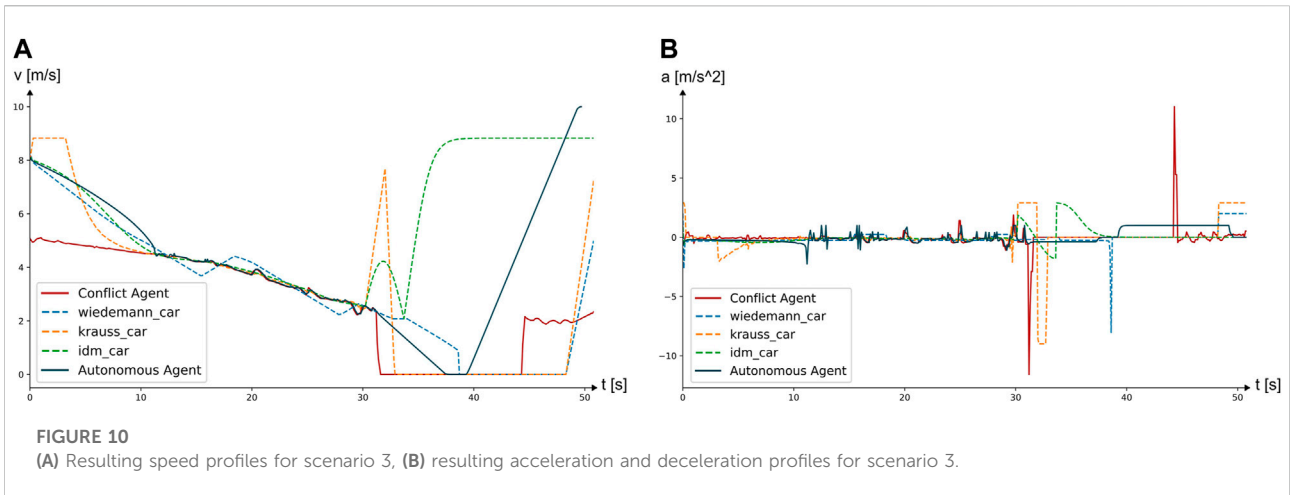 A
v [m/s]
10
8
6
4
2
0
Conflict Agent
wiedemann_car
krauss_car
idm_car
Autonomous Agent
0
10
20
30
40
50
t [s]
B
a [m/s^2]
10
5
0
−5
−10
Conflict Agent
wiedemann_car
krauss_car
idm_car
Autonomous Agent
0
10
20
30
40
50
t [s]
FIGURE 10
(A) Resulting speed profiles for scenario 3, (B) resulting acceleration and deceleration profiles for scenario 3.